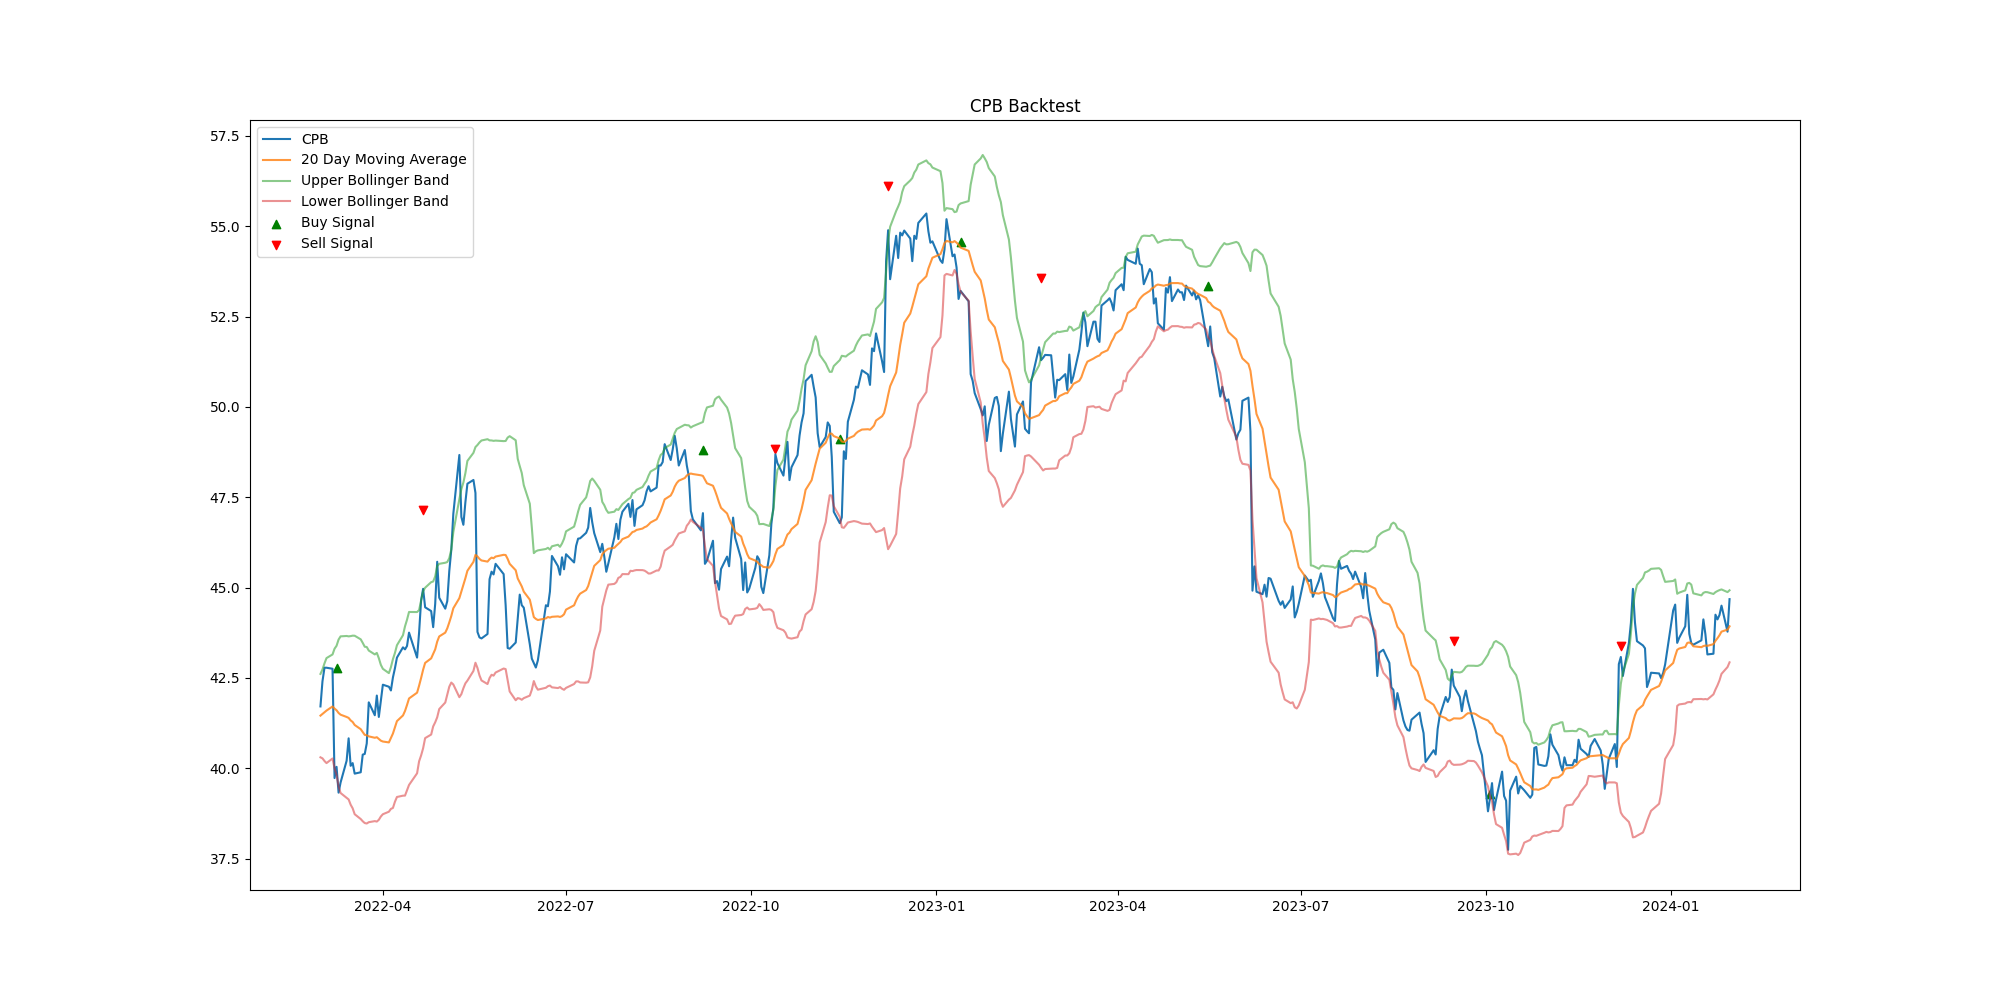 CPB Backtest
CPB
20 Day Moving Average
Upper Bollinger Band
Lower Bollinger Band
Buy Signal
Sell Signal
57.5
55.0
52.5
50.0
47.5
45.0
42.5
40.0
37.5
2022-04 2022-07 2022-10 2023-01 2023-04 2023-07 2023-10 2024-01